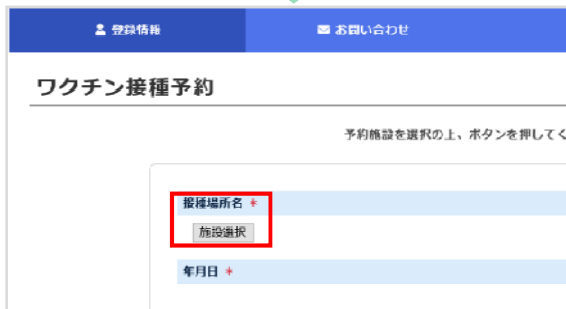 登録情報
お問い合わせ
ワクチン接種予約
予約施設を選択の上、ボタンを押してく
接種場所名 *
施設選択
年月日 *